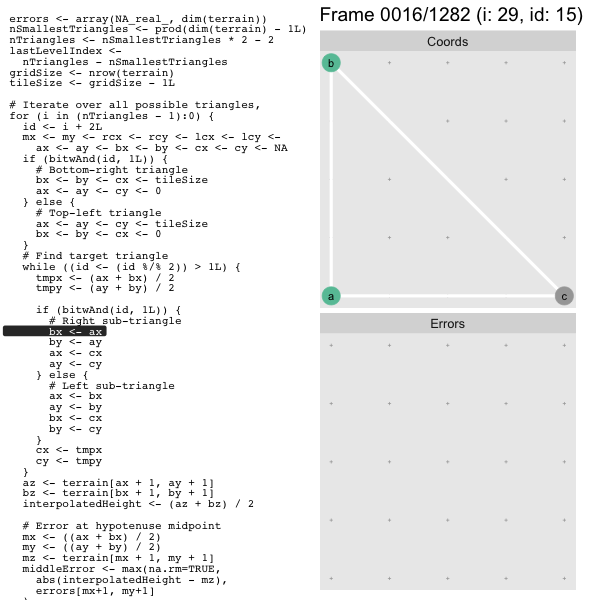 errors <- array(NA_real_, dim(terrain))
nSmallestTriangles <- prod(dim(terrain) - 1L)
nTriangles <- nSmallestTriangles * 2 - 2
lastLevelIndex <-
  nTriangles - nSmallestTriangles
gridSize <- nrow(terrain)
tileSize <- gridSize - 1L

# Iterate over all possible triangles,
for (i in (nTriangles - 1):0) {
  id <- i + 2L
  mx <- my <- rcx <- rcy <- lcx <- lcy <-
    ax <- ay <- bx <- by <- cx <- cy <- NA
  if (bitwAnd(id, 1L)) {
    # Bottom-right triangle
    bx <- by <- cx <- tileSize
    ax <- ay <- cy <- 0
  } else {
    # Top-left triangle
    ax <- ay <- cy <- tileSize
    bx <- by <- cx <- 0
  }
  # Find target triangle
  while ((id <- (id %/% 2)) > 1L) {
    tmpx <- (ax + bx) / 2
    tmpy <- (ay + by) / 2

    if (bitwAnd(id, 1L)) {
      # Right sub-triangle
      bx <- ax
      by <- ay
      ax <- cx
      ay <- cy
    } else {
      # Left sub-triangle
      ax <- bx
      ay <- by
      bx <- cx
      by <- cy
    }
    cx <- tmpx
    cy <- tmpy
  }
  az <- terrain[ax + 1, ay + 1]
  bz <- terrain[bx + 1, by + 1]
  interpolatedHeight <- (az + bz) / 2

  # Error at hypotenuse midpoint
  mx <- ((ax + bx) / 2)
  my <- ((ay + by) / 2)
  mz <- terrain[mx + 1, my + 1]
  middleError <- max(na.rm=TRUE,
    abs(interpolatedHeight - mz),
    errors[mx+1, my+1]
Frame 0016/1282 (i: 29, id: 15)
Coords
b
a
c
Errors